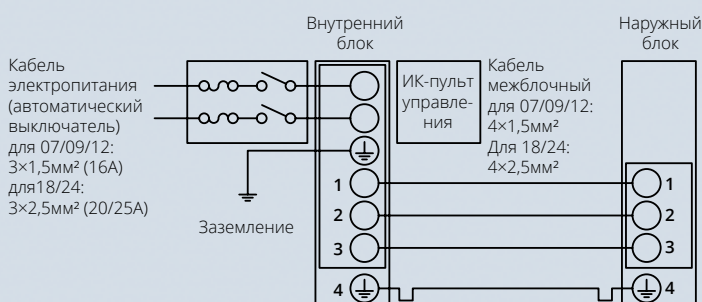 Внутренний
блок
Наружный
блок
Кабель
электропитания
(автоматический
выключатель)
для 07/09/12:
3×1,5мм² (16А)
для18/24:
3×2,5мм² (20/25А)
Заземление
ИК-пульт
управле-
ния
Кабель
межблочный
для 07/09/12:
4×1,5мм²
Для 18/24:
4×2,5мм²
1
2
3
4
1
2
3
4